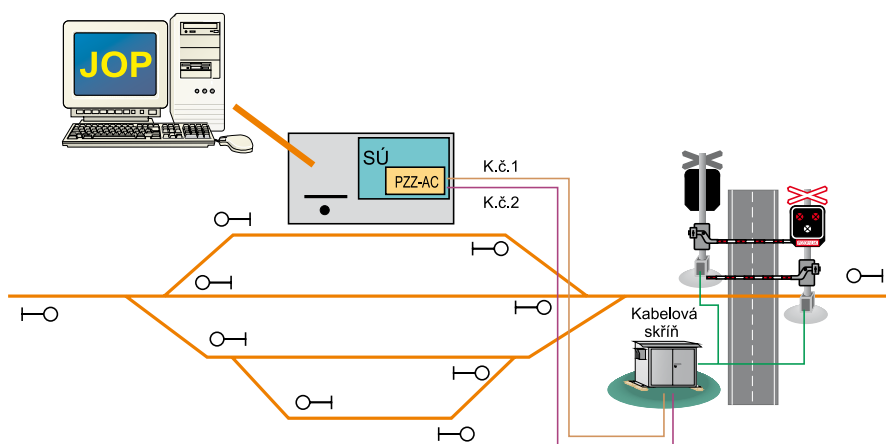 JOP
SÚ
PZZ-AC
K.č.1
K.č.2
Kabelová
skříň